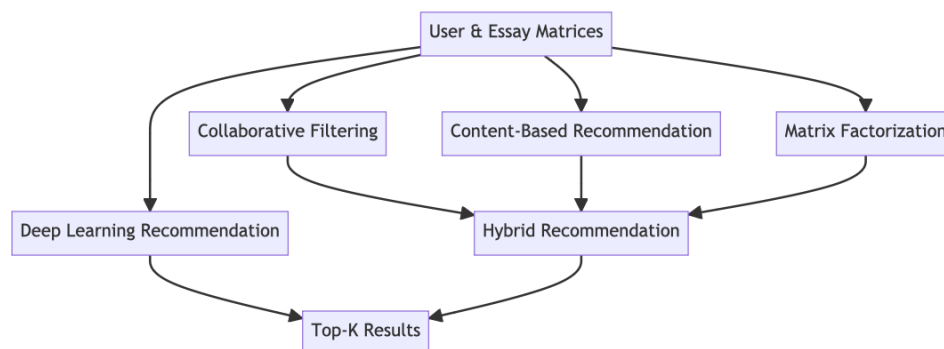 User & Essay Matrices
Collaborative Filtering
Content-Based Recommendation
Matrix Factorization
Deep Learning Recommendation
Hybrid Recommendation
Top-K Results